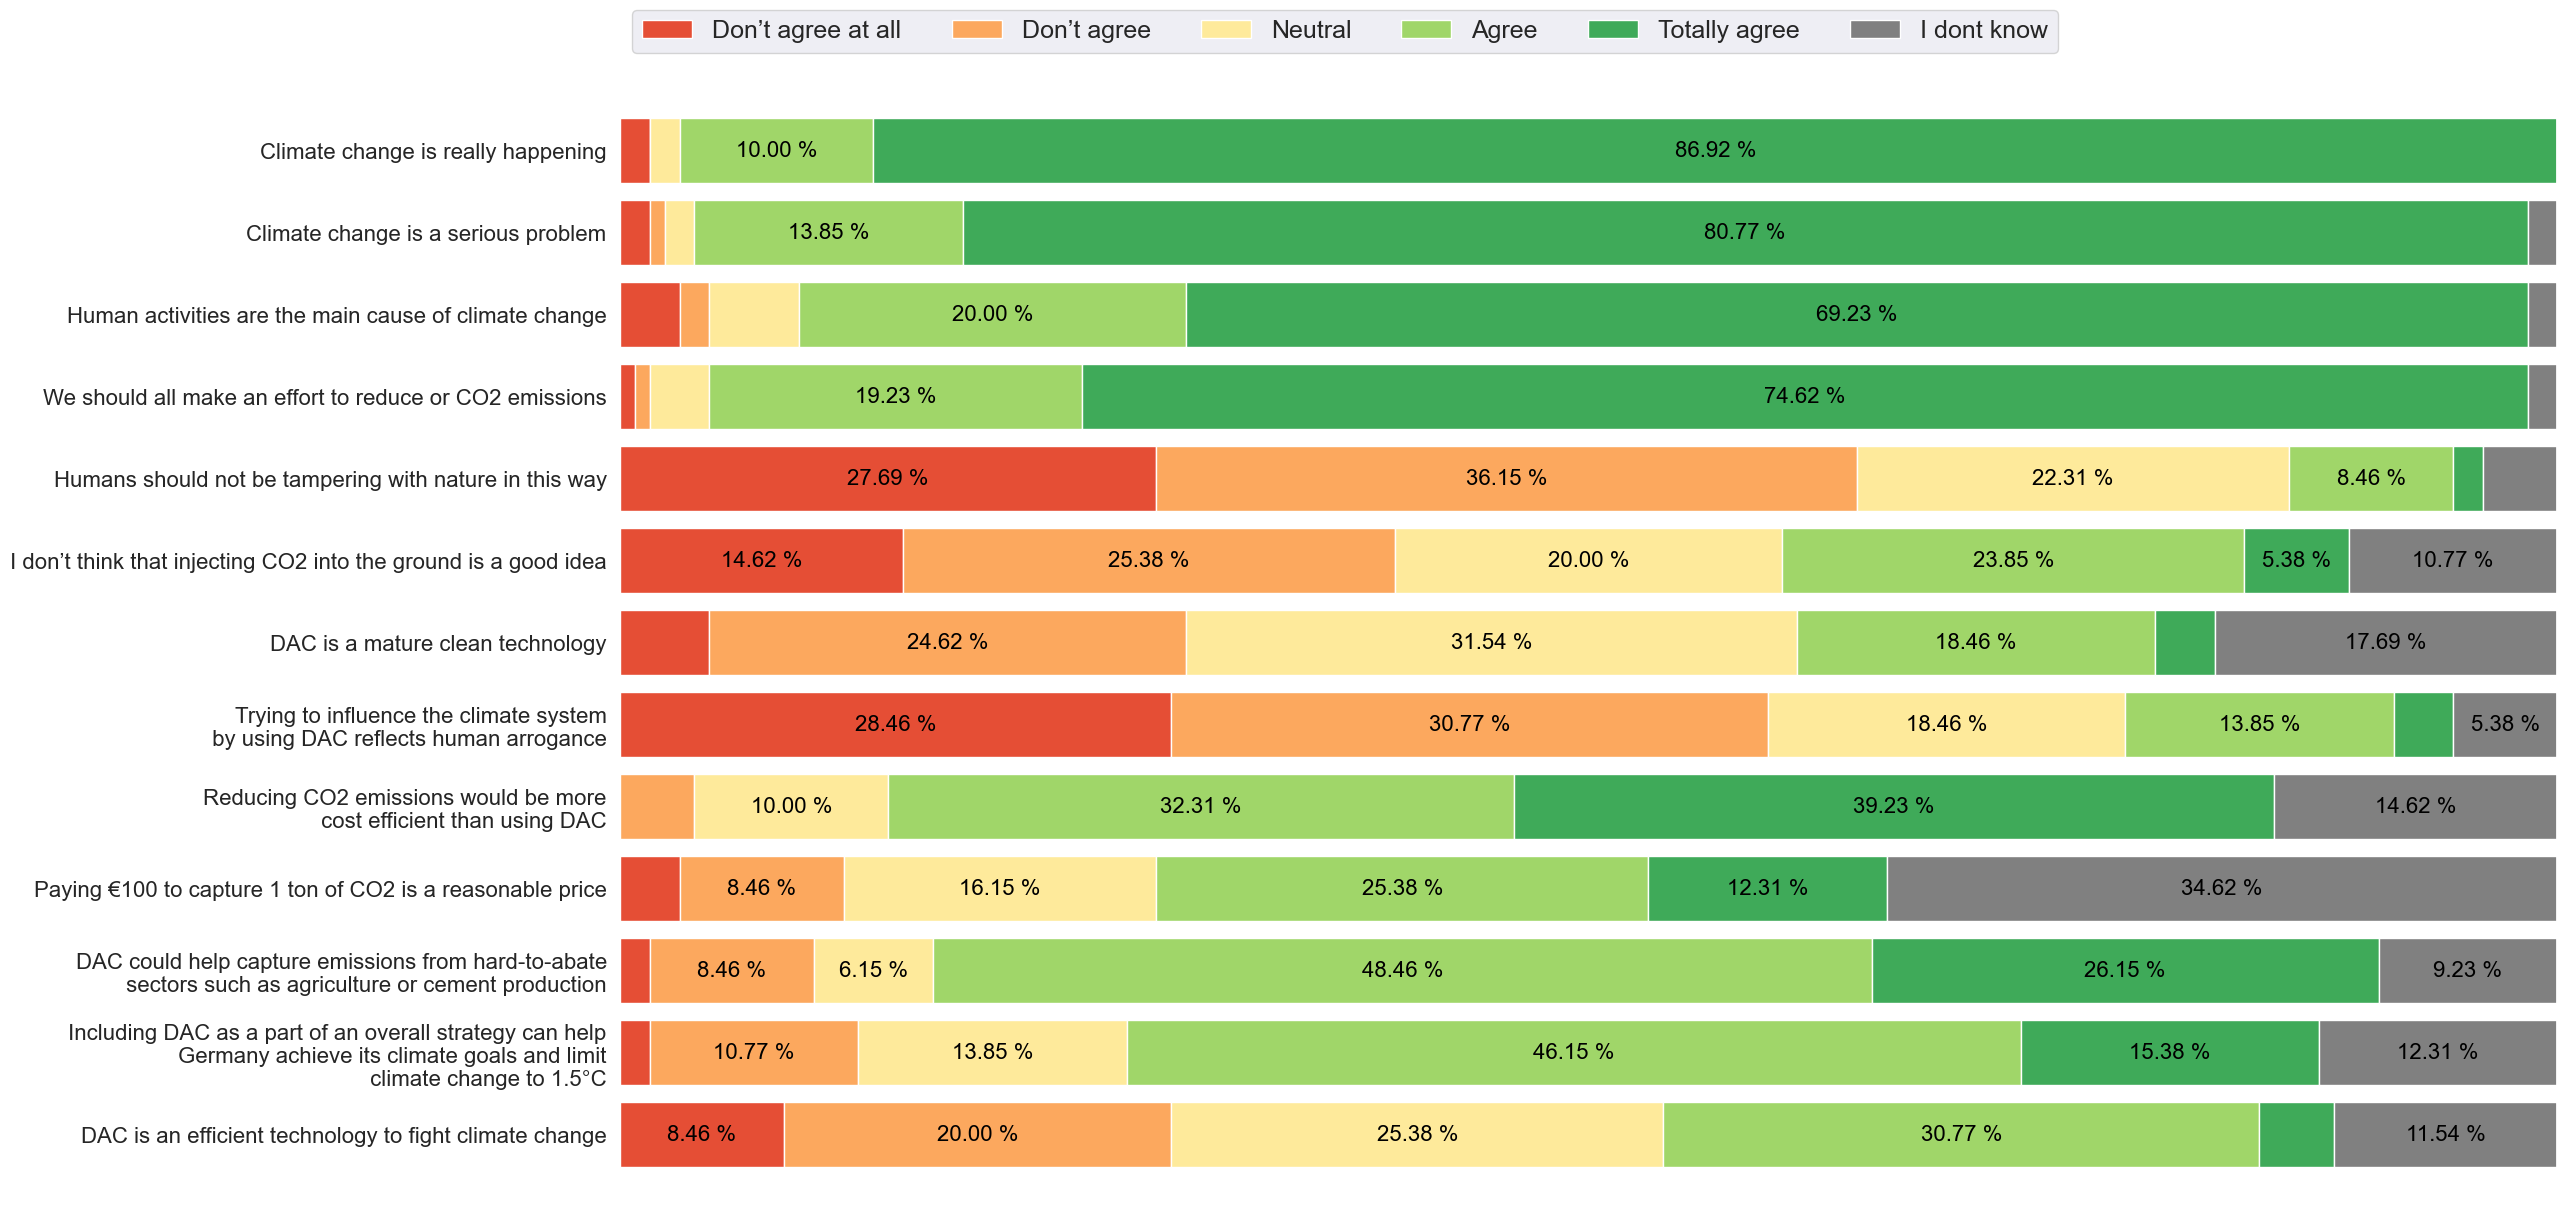 Don’t agree at all Don’t agree Neutral Agree Totally agree I dont know
Climate change is really happening
10.00 % 86.92 %
Climate change is a serious problem
13.85 % 80.77 %
Human activities are the main cause of climate change
20.00 % 69.23 %
We should all make an effort to reduce or CO2 emissions
19.23 % 74.62 %
Humans should not be tampering with nature in this way
27.69 % 36.15 % 22.31 % 8.46 %
I don’t think that injecting CO2 into the ground is a good idea
14.62 % 25.38 % 20.00 % 23.85 % 5.38 % 10.77 %
DAC is a mature clean technology
24.62 % 31.54 % 18.46 % 17.69 %
Trying to influence the climate system
by using DAC reflects human arrogance
28.46 % 30.77 % 18.46 % 13.85 % 5.38 %
Reducing CO2 emissions would be more
cost efficient than using DAC
10.00 % 32.31 % 39.23 % 14.62 %
Paying €100 to capture 1 ton of CO2 is a reasonable price
8.46 % 16.15 % 25.38 % 12.31 % 34.62 %
DAC could help capture emissions from hard-to-abate
sectors such as agriculture or cement production
8.46 % 6.15 % 48.46 % 26.15 % 9.23 %
Including DAC as a part of an overall strategy can help
Germany achieve its climate goals and limit
climate change to 1.5°C
10.77 % 13.85 % 46.15 % 15.38 % 12.31 %
DAC is an efficient technology to fight climate change
8.46 % 20.00 % 25.38 % 30.77 % 11.54 %